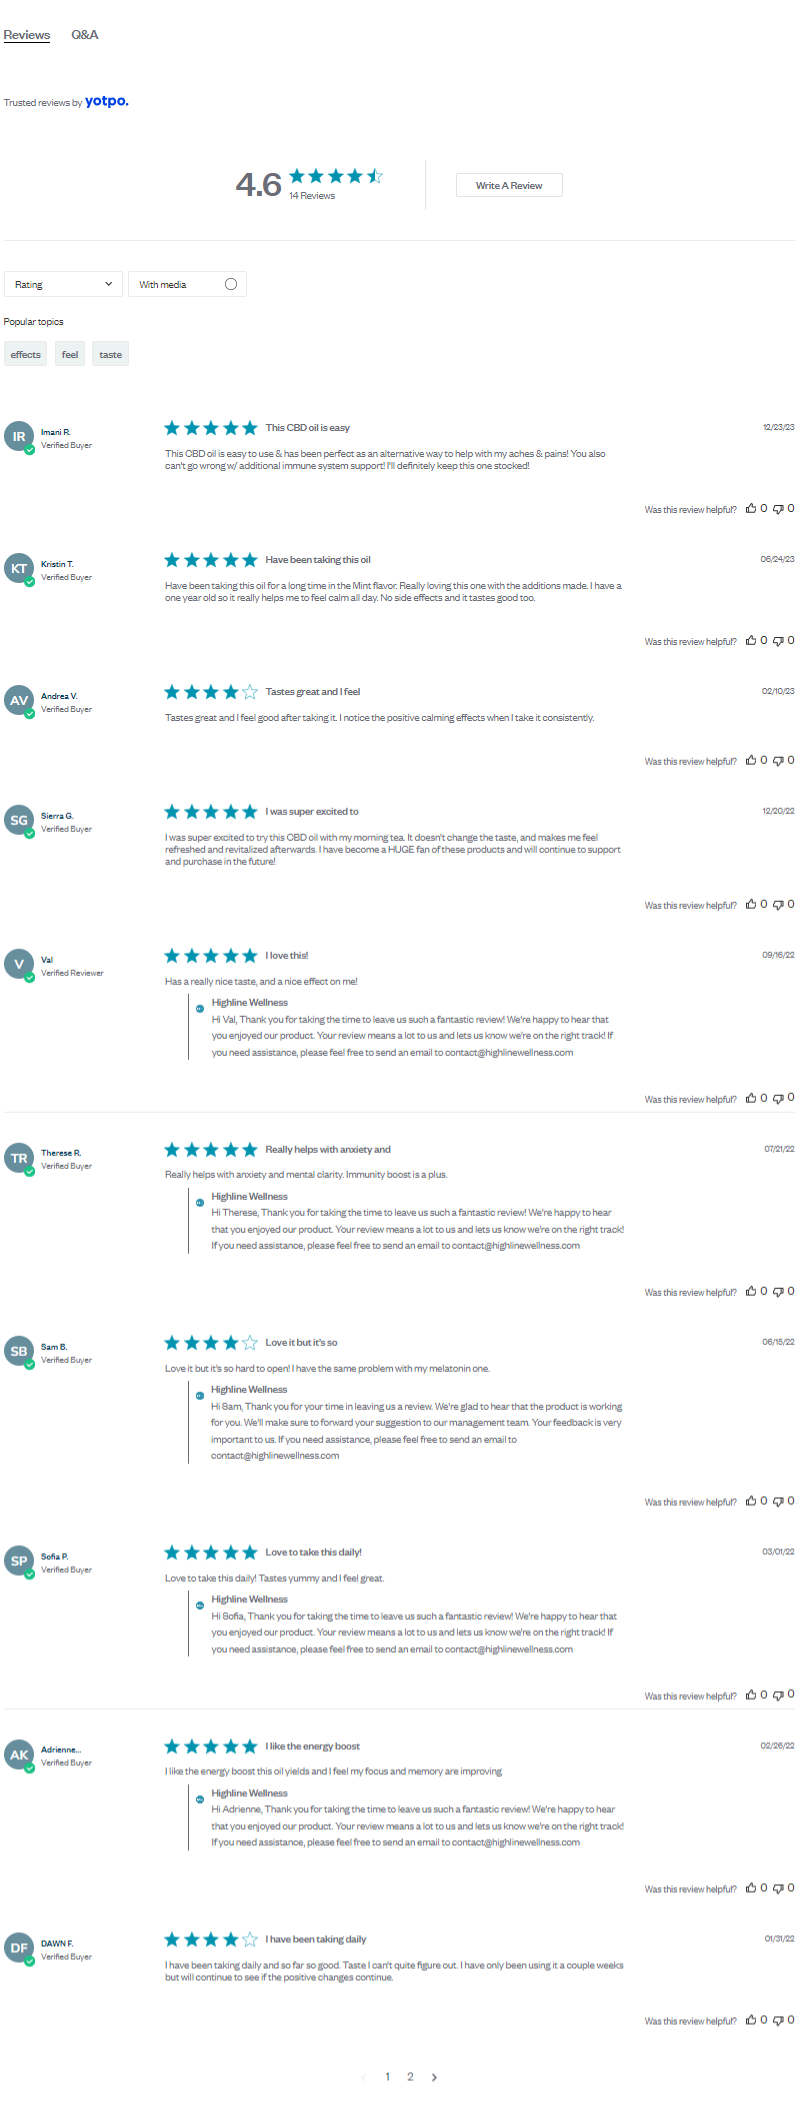 Reviews Q&A
Trusted reviews by yotpo.
4.6
14 Reviews
Write A Review
Rating
With media
Popular topics
effects feel taste
IR
Imani R.
Verified Buyer
This CBD oil is easy
12/23/23
This CBD oil is easy to use & has been perfect as an alternative way to help with my aches & pains! You also
can't go wrong w/ additional immune system support! I'll definitely keep this one stocked!
Was this review helpful? 0 0
KT
Kristin T.
Verified Buyer
Have been taking this oil
06/24/23
Have been taking this oil for a long time in the Mint flavor. Really loving this one with the additions made. I have a
one year old so it really helps me to feel calm all day. No side effects and it tastes good too.
Was this review helpful? 0 0
AV
Andrea V.
Verified Buyer
Tastes great and I feel
02/10/23
Tastes great and I feel good after taking it. I notice the positive calming effects when I take it consistently.
Was this review helpful? 0 0
SG
Sierra G.
Verified Buyer
I was super excited to
12/20/22
I was super excited to try this CBD oil with my morning tea. It doesn't change the taste, and makes me feel
refreshed and revitalized afterwards. I have become a HUGE fan of these products and will continue to support
and purchase in the future!
Was this review helpful? 0 0
V
Val
Verified Reviewer
I love this!
09/16/22
Has a really nice taste, and a nice effect on me!
Highline Wellness
Hi Val, Thank you for taking the time to leave us such a fantastic review! We're happy to hear that
you enjoyed our product. Your review means a lot to us and lets us know we're on the right track! If
you need assistance, please feel free to send an email to contact@highlinewellness.com
Was this review helpful? 0 0
TR
Therese R.
Verified Buyer
Really helps with anxiety and
07/21/22
Really helps with anxiety and mental clarity. Immunity boost is a plus.
Highline Wellness
Hi Therese, Thank you for taking the time to leave us such a fantastic review! We're happy to hear
that you enjoyed our product. Your review means a lot to us and lets us know we're on the right track!
If you need assistance, please feel free to send an email to contact@highlinewellness.com
Was this review helpful? 0 0
SB
Sam B.
Verified Buyer
Love it but it's so
06/15/22
Love it but it's so hard to open! I have the same problem with my melatonin one.
Highline Wellness
Hi Sam, Thank you for your time in leaving us a review. We're glad to hear that the product is working
for you. We'll make sure to forward your suggestion to our management team. Your feedback is very
important to us. If you need assistance, please feel free to send an email to
contact@highlinewellness.com
Was this review helpful? 0 0
SP
Sofia P.
Verified Buyer
Love to take this daily!
03/01/22
Love to take this daily! Tastes yummy and I feel great.
Highline Wellness
Hi Sofia, Thank you for taking the time to leave us such a fantastic review! We're happy to hear that
you enjoyed our product. Your review means a lot to us and lets us know we're on the right track! If
you need assistance, please feel free to send an email to contact@highlinewellness.com
Was this review helpful? 0 0
AK
Adrienne...
Verified Buyer
I like the energy boost
02/26/22
I like the energy boost this oil yields and I feel my focus and memory are improving
Highline Wellness
Hi Adrienne, Thank you for taking the time to leave us such a fantastic review! We're happy to hear
that you enjoyed our product. Your review means a lot to us and lets us know we're on the right track!
If you need assistance, please feel free to send an email to contact@highlinewellness.com
Was this review helpful? 0 0
DF
DAWN F.
Verified Buyer
I have been taking daily
01/31/22
I have been taking daily and so far so good. Taste I can't quite figure out. I have only been using it a couple weeks
but will continue to see if the positive changes continue.
Was this review helpful? 0 0
1 2